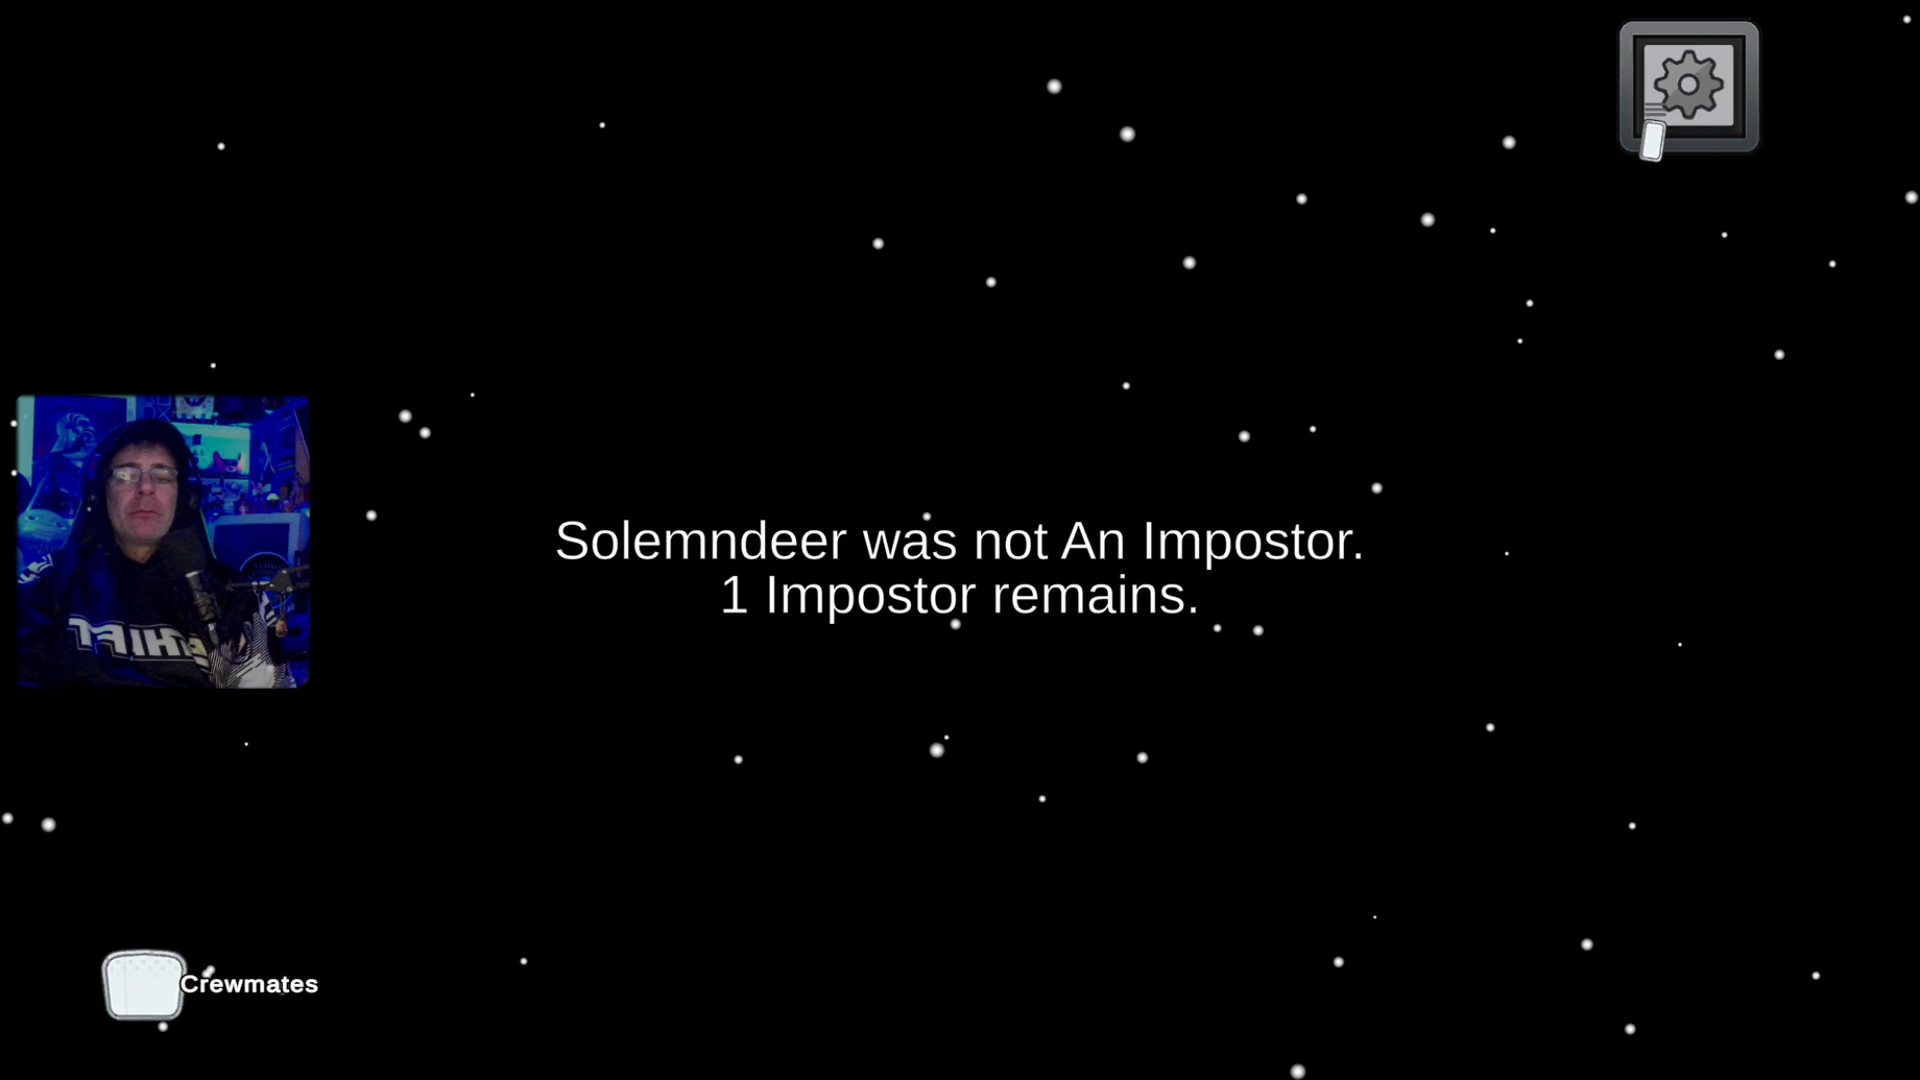 Solemndeer was not An Impostor.
1 Impostor remains.
Crewmates